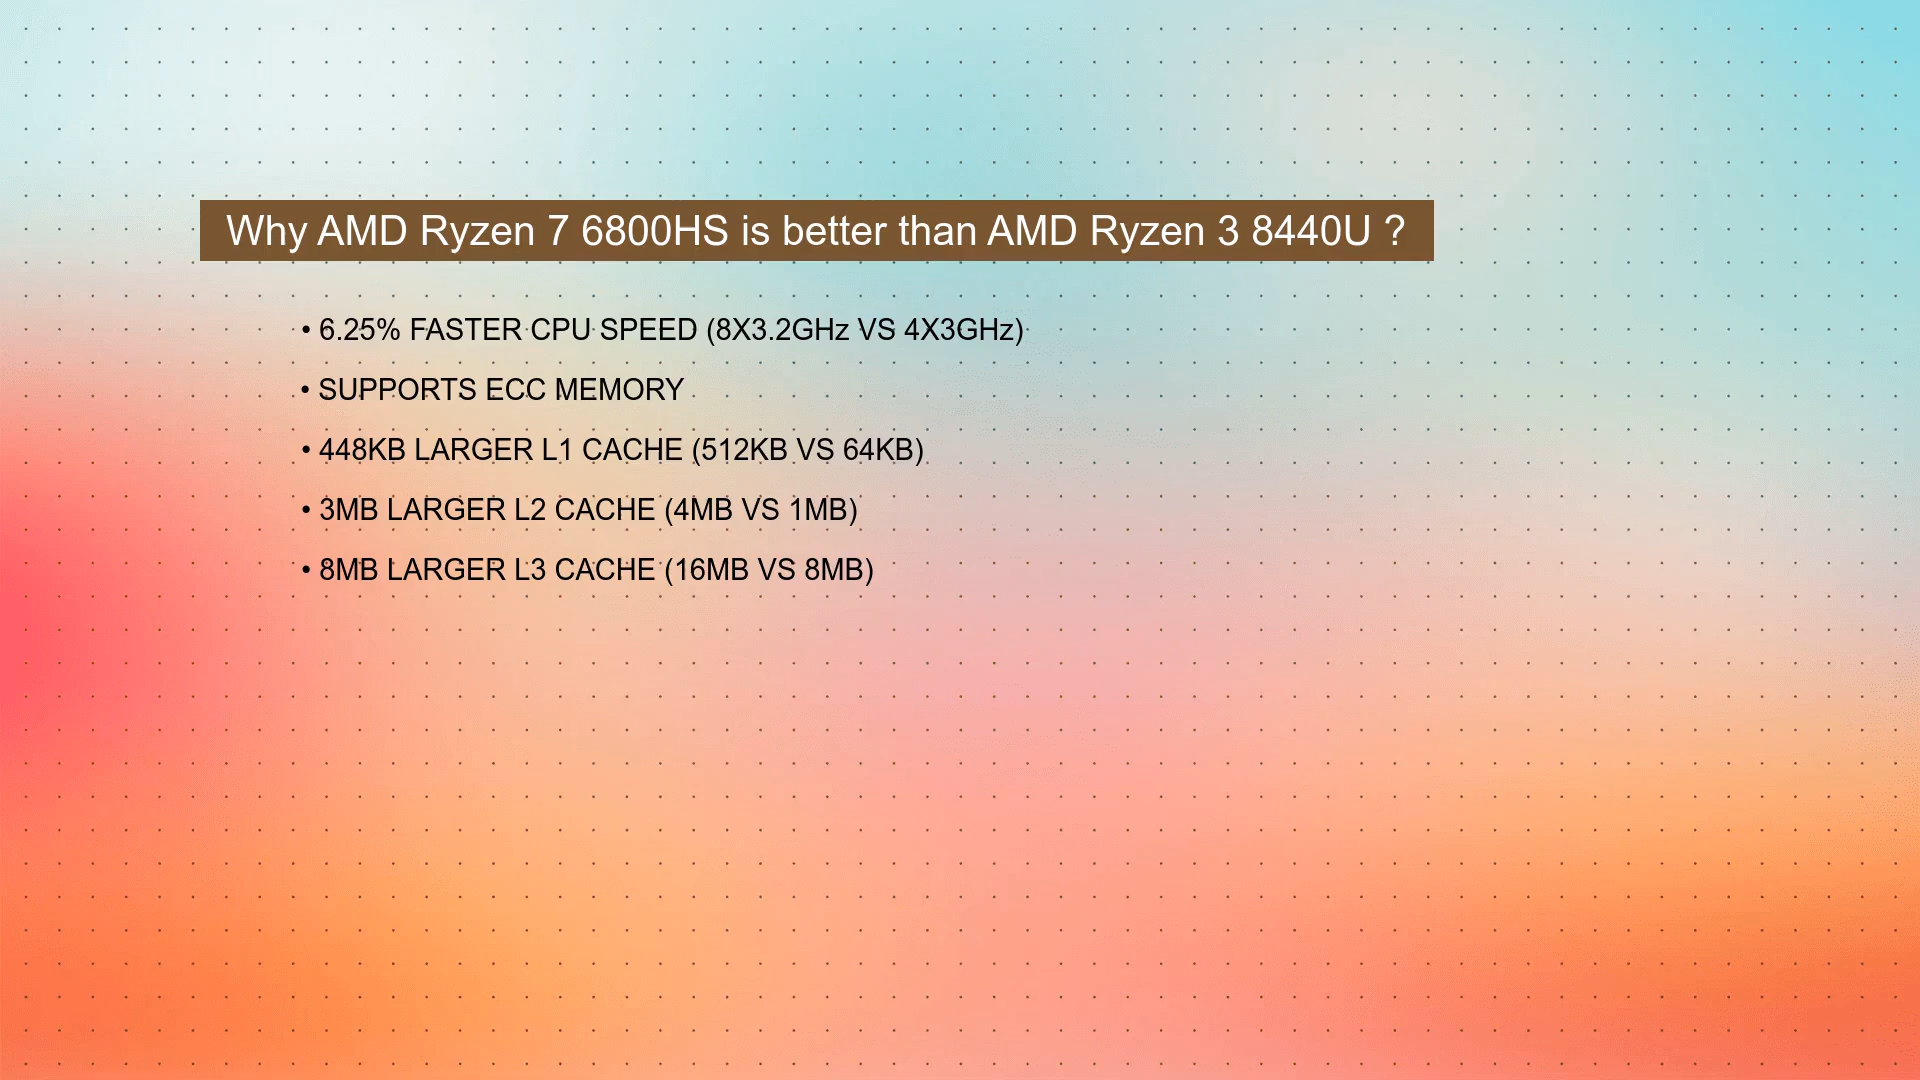 Why AMD Ryzen 7 6800HS is better than AMD Ryzen 3 8440U ?
• 6.25% FASTER CPU SPEED (8X3.2GHz VS 4X3GHz)
• SUPPORTS ECC MEMORY
• 448KB LARGER L1 CACHE (512KB VS 64KB)
• 3MB LARGER L2 CACHE (4MB VS 1MB)
• 8MB LARGER L3 CACHE (16MB VS 8MB)